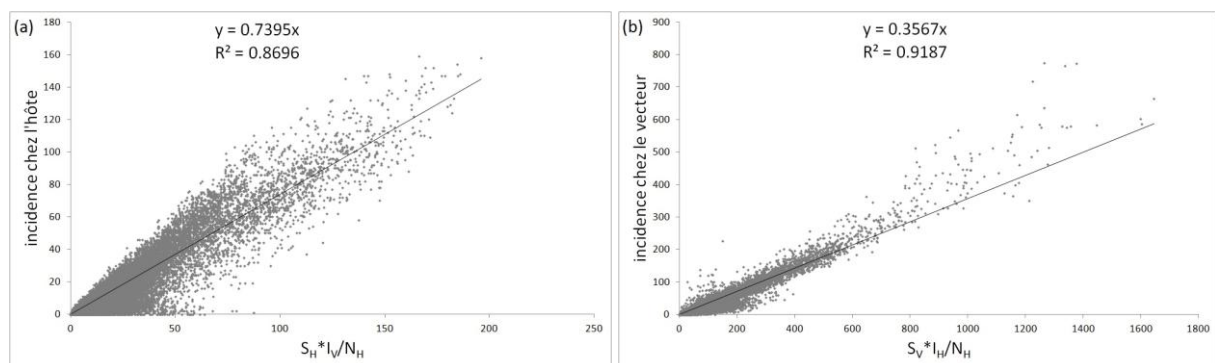 (a)
y = 0.7395x
R² = 0.8696
incidence chez l'hôte
180
160
140
120
100
80
60
40
20
0
0 50 100 150 200 250
S_H*I_V/N_H
(b)
y = 0.3567x
R² = 0.9187
incidence chez le vecteur
900
800
700
600
500
400
300
200
100
0
0 200 400 600 800 1000 1200 1400 1600
S_V*I_H/N_H